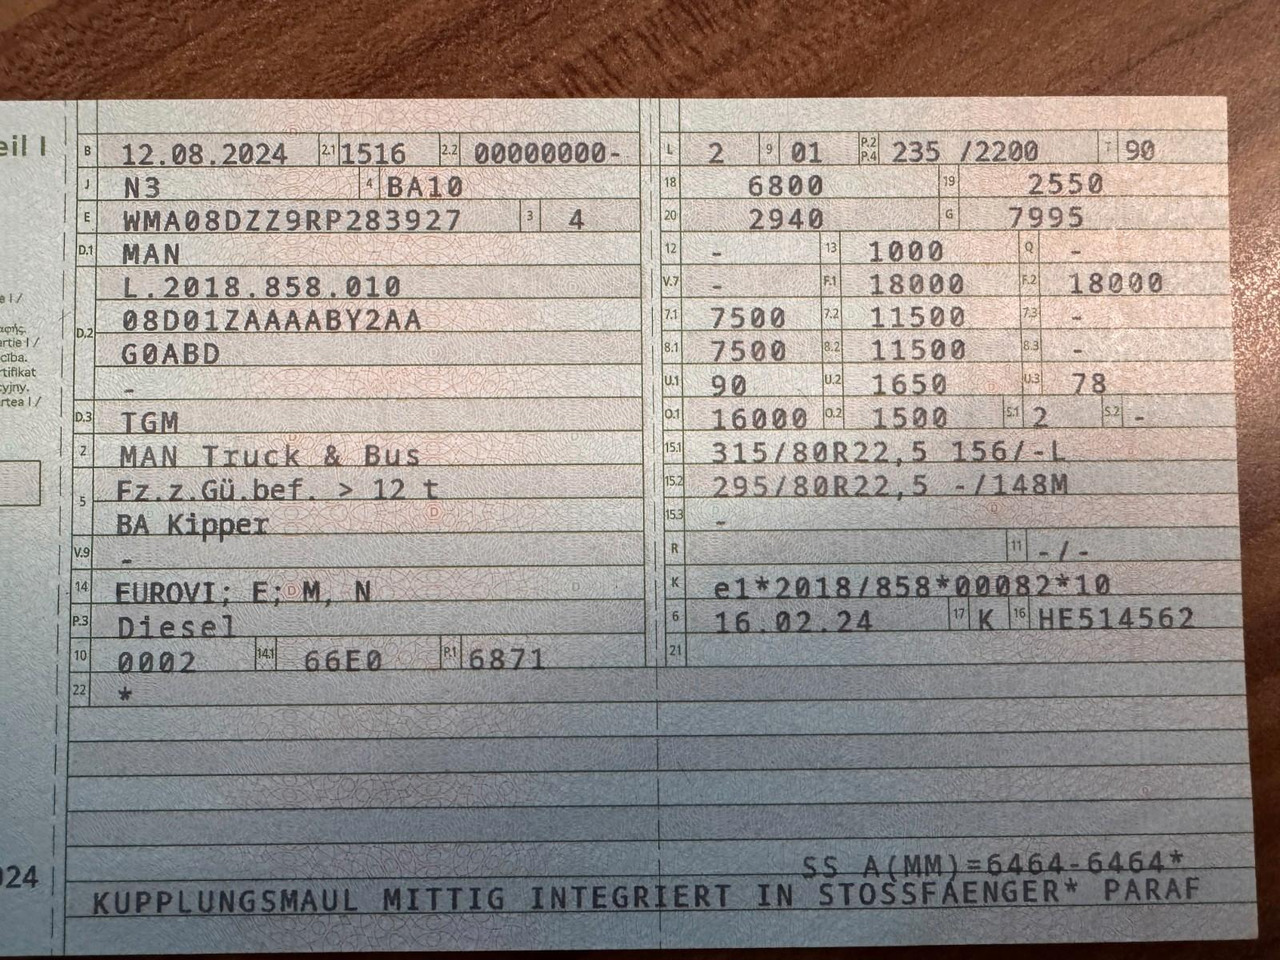 eil I
B 12.08.2024 2.1 1516 2.2 00000000-
J N3 4 BA10
E WMA08DZZ9RP283927 3 4
D.1 MAN
L.2018.858.010
D.2 08D01ZAAAABY2AA
G0ABD
-
D.3 TGM
2 MAN Truck & Bus
5 Fz.z.Gü.bef. > 12 t
BA Kipper
V.9 -
14 EUROVI; E; M, N
P.3 Diesel
10 0002 14.1 66E0 P.1 6871
22 *
L 2 9 01 P.2 P.4 235 /2200 T 90
18 6800 19 2550
20 2940 G 7995
12 - 13 1000 Q -
V.7 - F.1 18000 F.2 18000
7.1 7500 7.2 11500 7.3 -
8.1 7500 8.2 11500 8.3 -
U.1 90 U.2 1650 U.3 78
O.1 16000 O.2 1500 S.1 2 S.2 -
15.1 315/80R22,5 156/-L
15.2 295/80R22,5 -/148M
15.3 -
R 11 -/-
K e1*2018/858*00082*10
6 16.02.24 17 K 16 HE514562
21
SS A(MM)=6464-6464*
KUPPLUNGSMAUL MITTIG INTEGRIERT IN STOSSFAENGER* PARAF
e I /
αφής.
ertie I /
cíba.
rtifikat
cyjny.
rtea I /
024